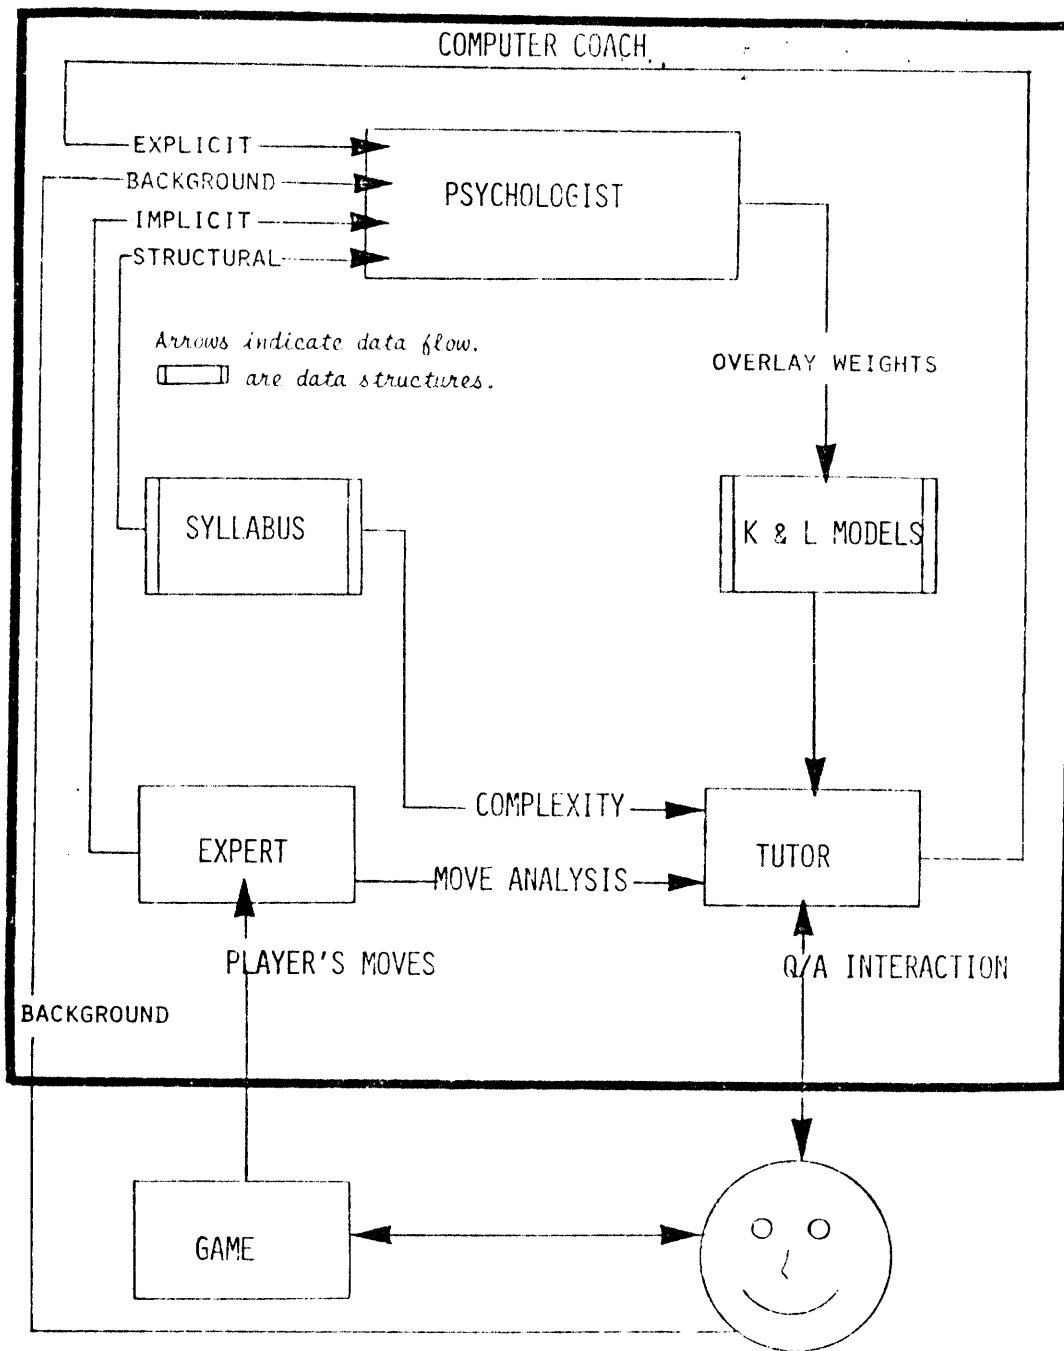 COMPUTER COACH
EXPLICIT
BACKGROUND
IMPLICIT
STRUCTURAL
PSYCHOLOGIST
Arrows indicate data flow.
are data structures.
OVERLAY WEIGHTS
SYLLABUS
K & L MODELS
COMPLEXITY
EXPERT
TUTOR
MOVE ANALYSIS
PLAYER'S MOVES
Q/A INTERACTION
BACKGROUND
GAME